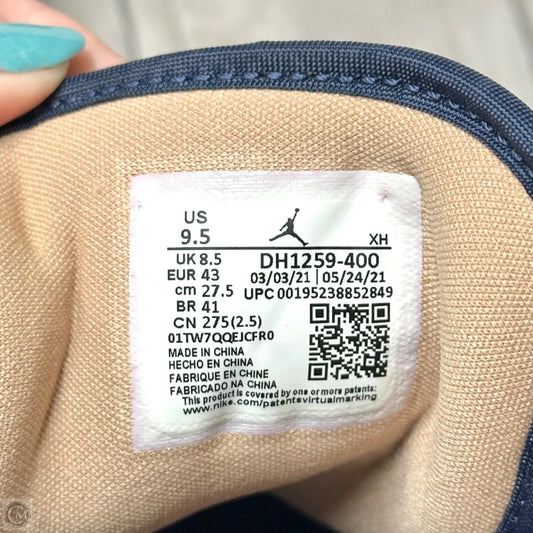 US
9.5
XH
UK 8.5
EUR 43
cm 27.5
BR 41
CN 275(2.5)
DH1259-400
03/03/21 | 05/24/21
UPC 00195238852849
01TW7QQEJCFR0
MADE IN CHINA
HECHO EN CHINA
FABRIQUE EN CHINE
FABRICADO NA CHINA
This product is covered by one or more patents:
www.nike.com/patentsvirtualmarking